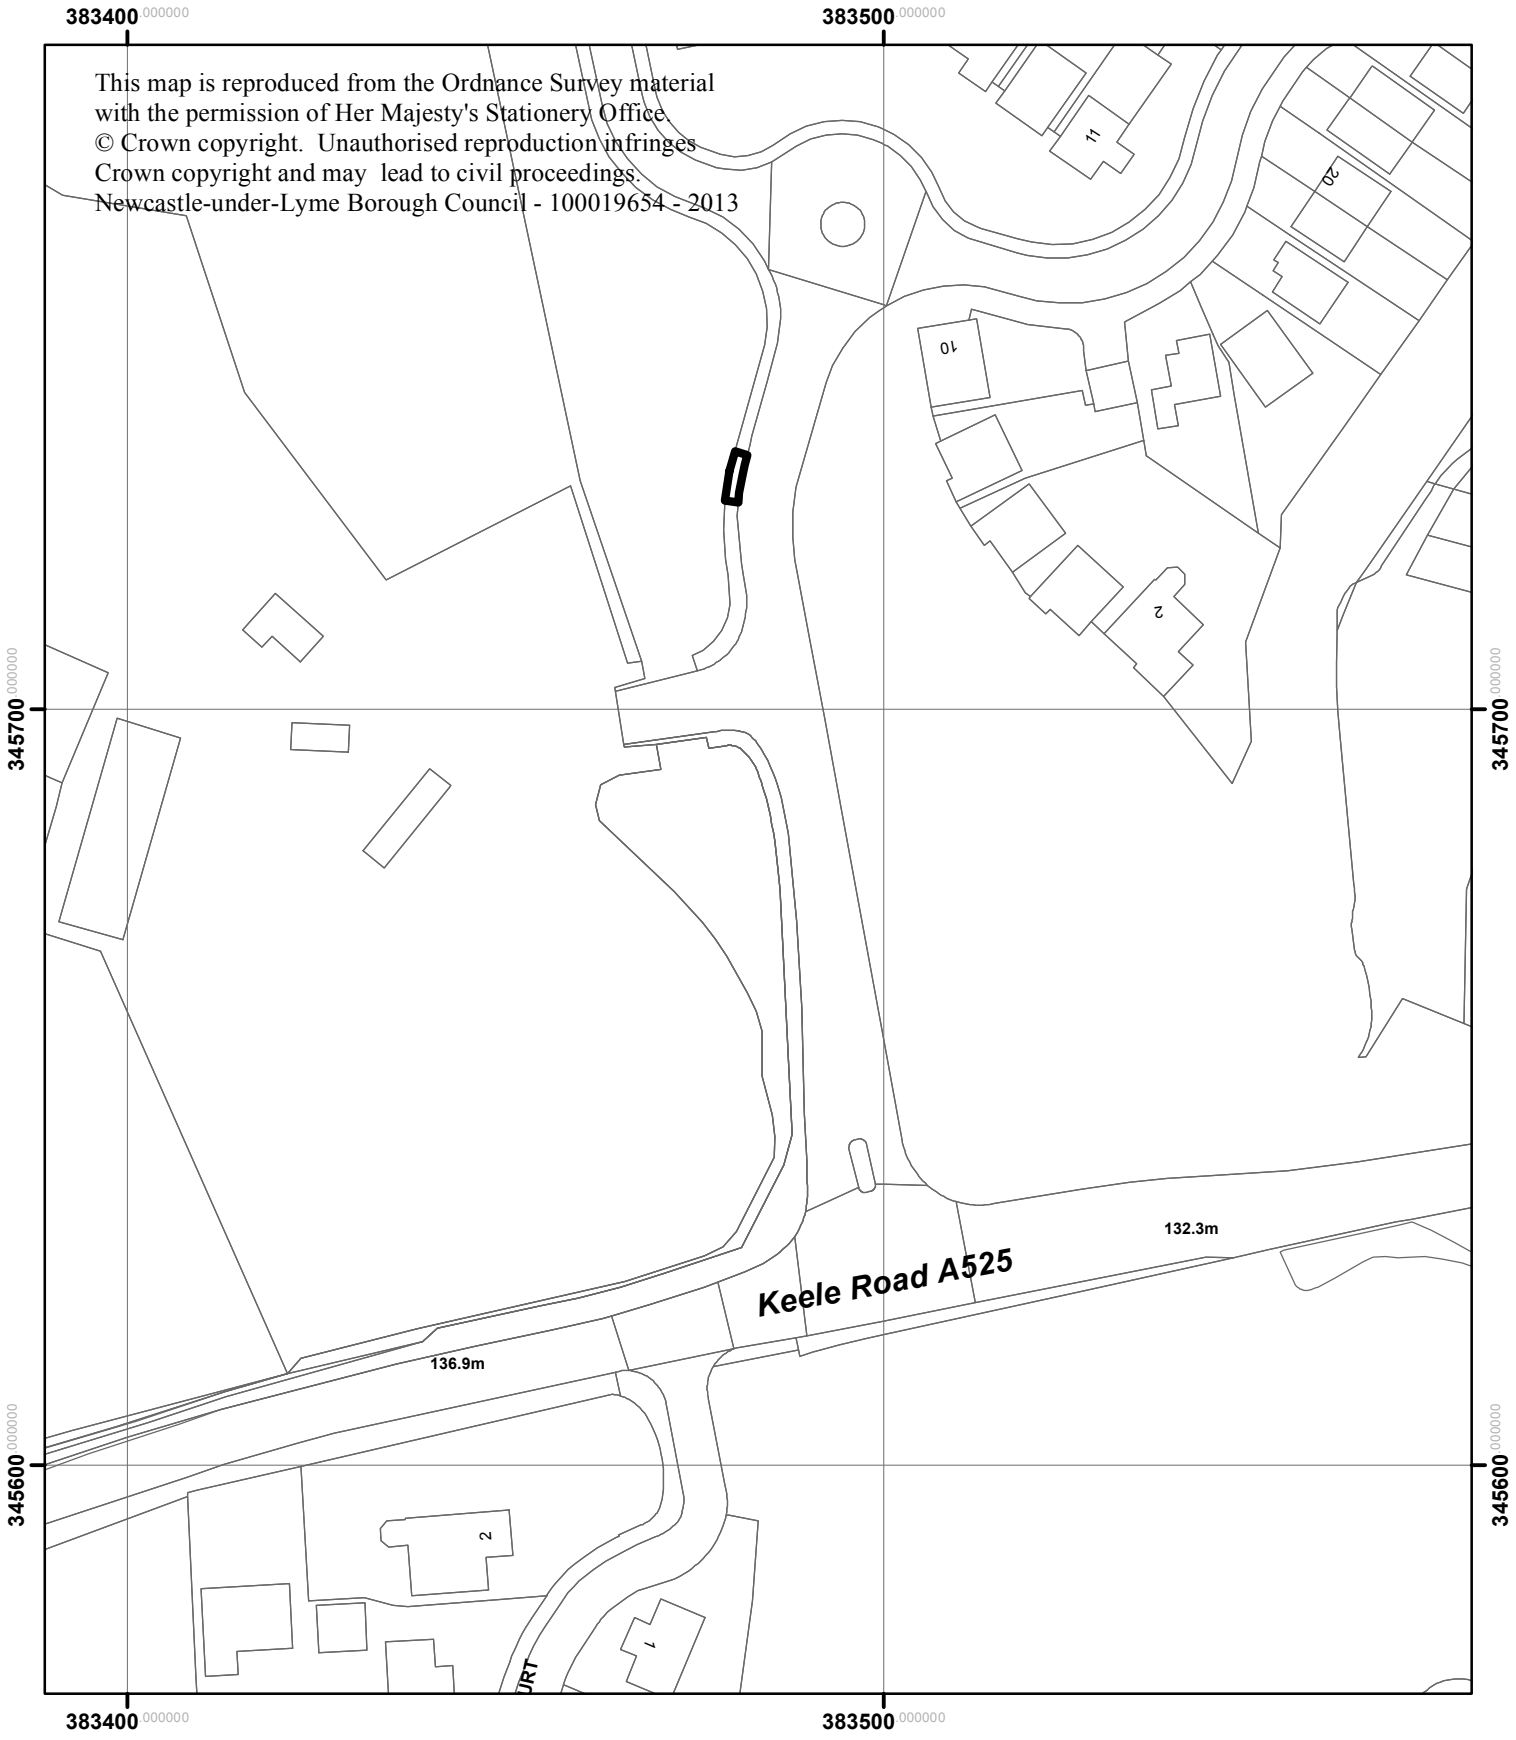 383400.000000
383500.000000
This map is reproduced from the Ordnance Survey material
with the permission of Her Majesty's Stationery Office.
© Crown copyright.  Unauthorised reproduction infringes
Crown copyright and may  lead to civil proceedings.
Newcastle-under-Lyme Borough Council - 100019654 - 2013
11
20
10
2
345700.000000
345700.000000
132.3m
Keele Road A525
136.9m
345600.000000
345600.000000
2
1
URT
383400.000000
383500.000000